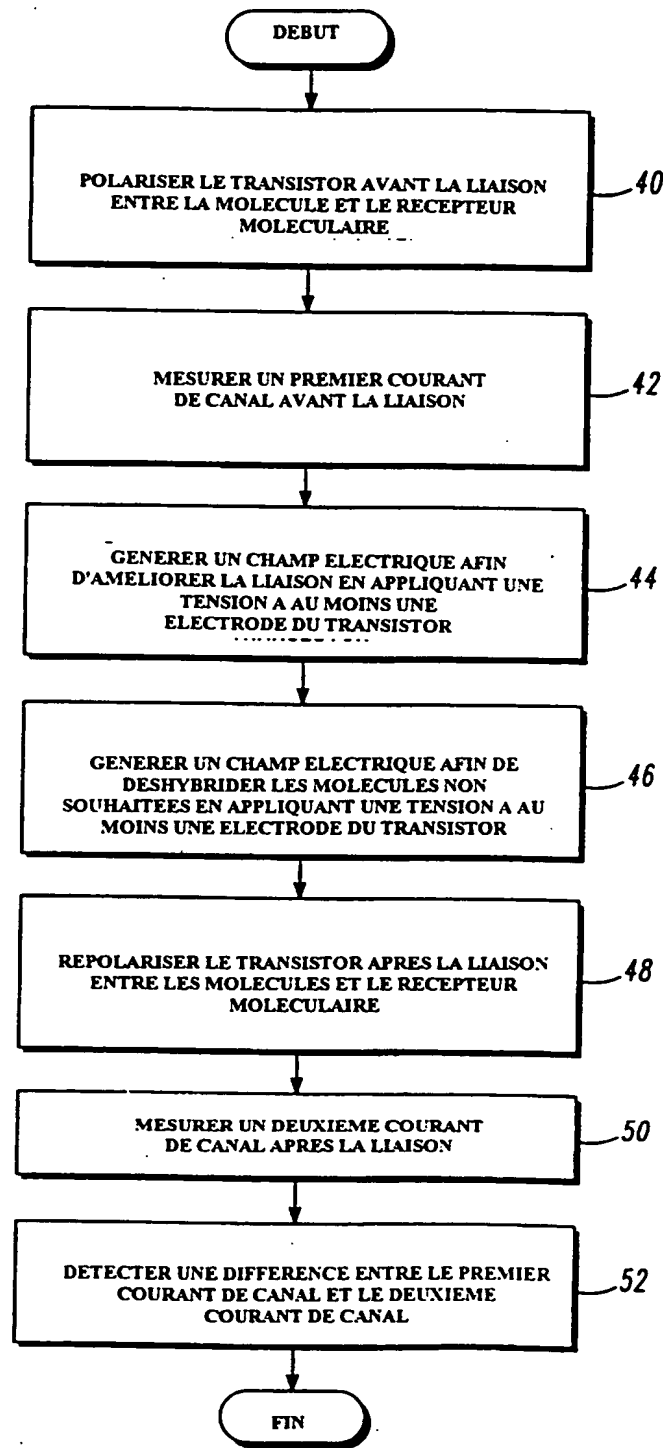 DEBUT
POLARISER LE TRANSISTOR AVANT LA LIAISON
ENTRE LA MOLECULE ET LE RECEPTEUR
MOLECULAIRE
40
MESURER UN PREMIER COURANT
DE CANAL AVANT LA LIAISON
42
GENERER UN CHAMP ELECTRIQUE AFIN
D'AMELIORER LA LIAISON EN APPLIQUANT UNE
TENSION A AU MOINS UNE
ELECTRODE DU TRANSISTOR
44
GENERER UN CHAMP ELECTRIQUE AFIN DE
DESHYBRIDER LES MOLECULES NON
SOUHAITEES EN APPLIQUANT UNE TENSION A AU
MOINS UNE ELECTRODE DU TRANSISTOR
46
REPOLARISER LE TRANSISTOR APRES LA LIAISON
ENTRE LES MOLECULES ET LE RECEPTEUR
MOLECULAIRE
48
MESURER UN DEUXIEME COURANT
DE CANAL APRES LA LIAISON
50
DETECTER UNE DIFFERENCE ENTRE LE PREMIER
COURANT DE CANAL ET LE DEUXIEME
COURANT DE CANAL
52
FIN